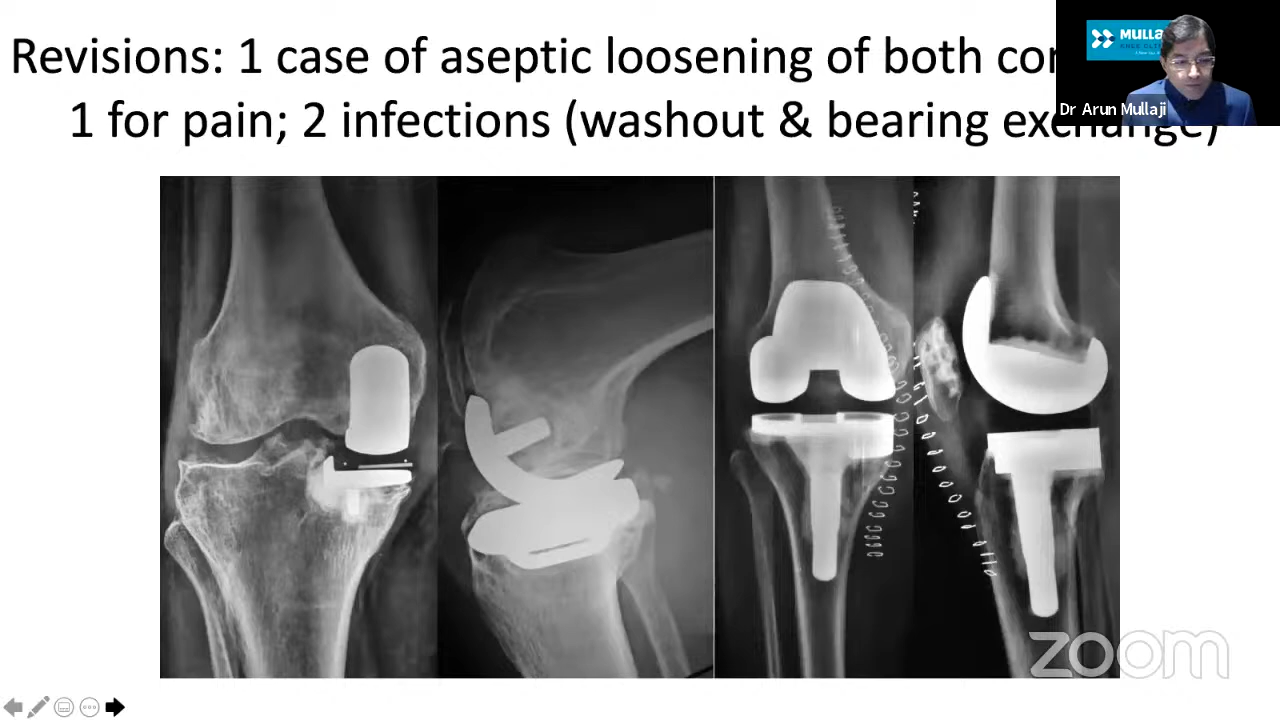 Revisions: 1 case of aseptic loosening of both
1 for pain; 2 infections (washout & bearing exchange)
MULLA
Dr Arun Mullaji
zoom